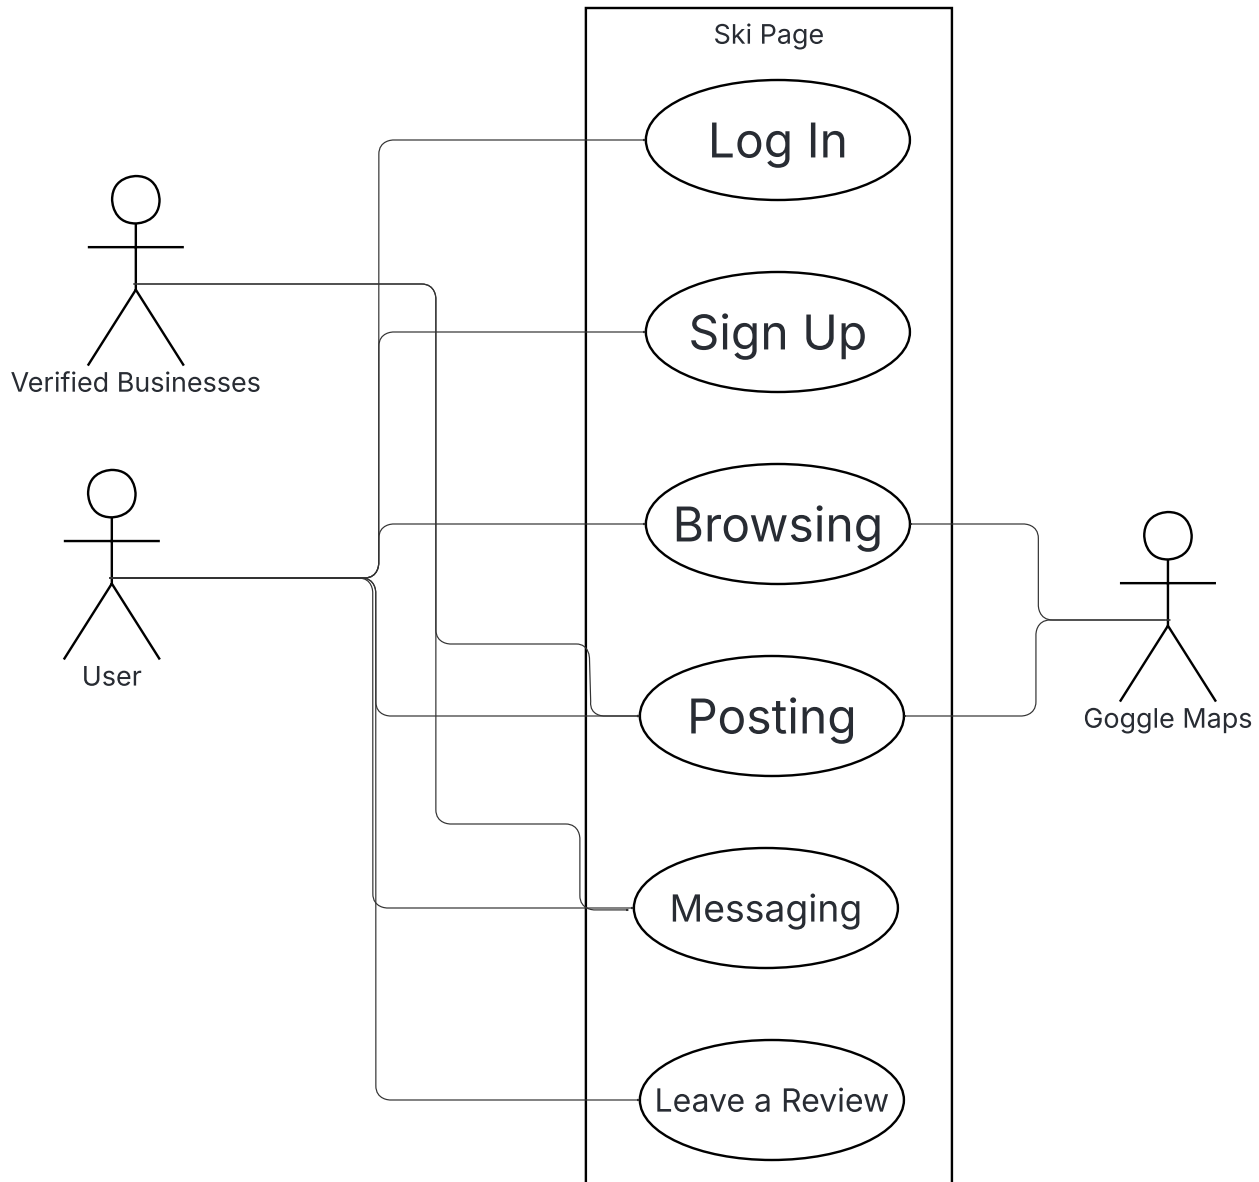 Ski Page
Log In
Sign Up
Verified Businesses
Browsing
User
Posting
Goggle Maps
Messaging
Leave a Review